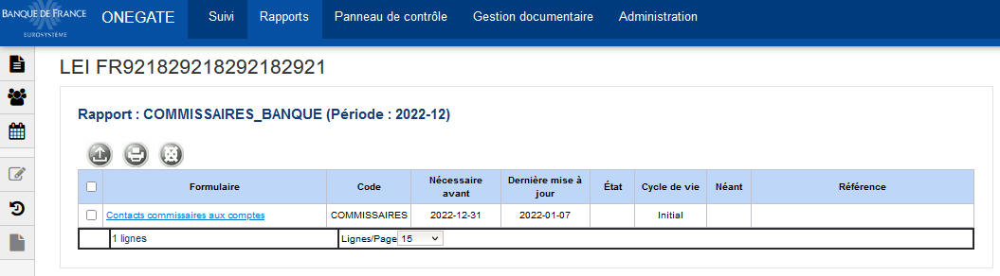 BANQUE DE FRANCE
EUROSYSTÈME
ONEGATE Suivi Rapports Panneau de contrôle Gestion documentaire Administration
LEI FR921829218292182921
Rapport : COMMISSAIRES_BANQUE (Période : 2022-12)
Formulaire Code Nécessaire avant Dernière mise à jour État Cycle de vie Néant Référence
Contacts commissaires aux comptes COMMISSAIRES 2022-12-31 2022-01-07 Initial
1 lignes Lignes/Page 15